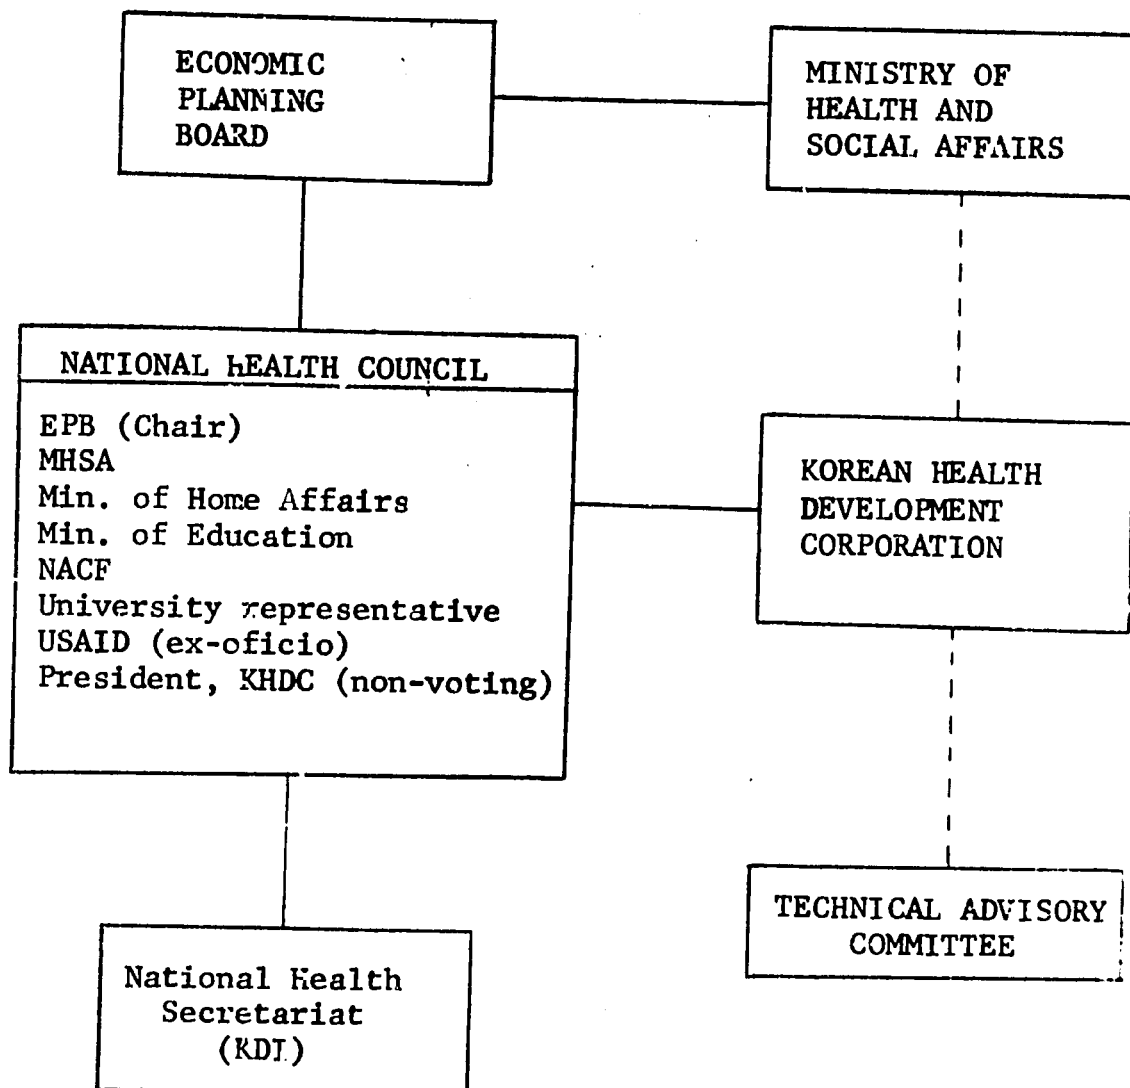 ECONOMIC
PLANNING
BOARD
MINISTRY OF
HEALTH AND
SOCIAL AFFAIRS
NATIONAL HEALTH COUNCIL
EPB (Chair)
MHSA
Min. of Home Affairs
Min. of Education
NACF
University representative
USAID (ex-oficio)
President, KHDC (non-voting)
KOREAN HEALTH
DEVELOPMENT
CORPORATION
TECHNICAL ADVISORY
COMMITTEE
National Health
Secretariat
(KDI)